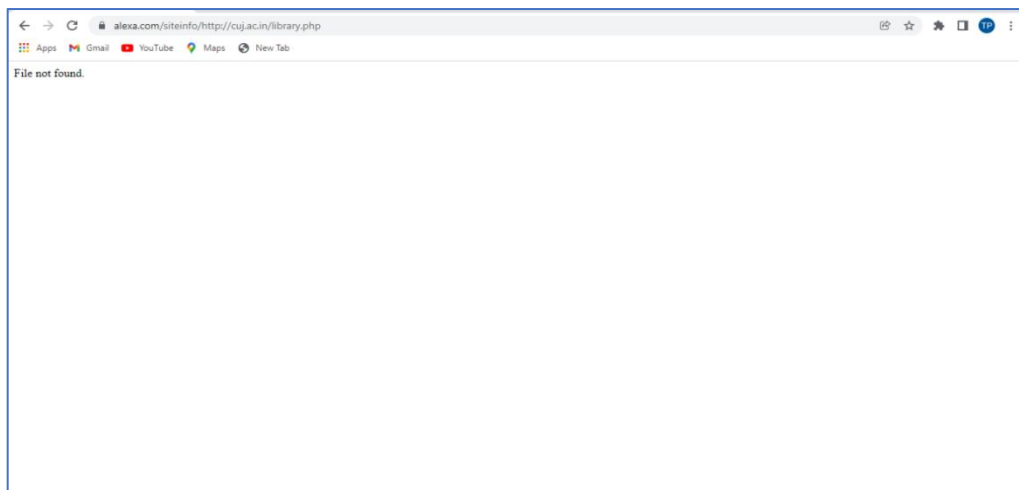 alexa.com/siteinfo/http://cuj.ac.in/library.php
TP
Apps Gmail YouTube Maps New Tab
File not found.